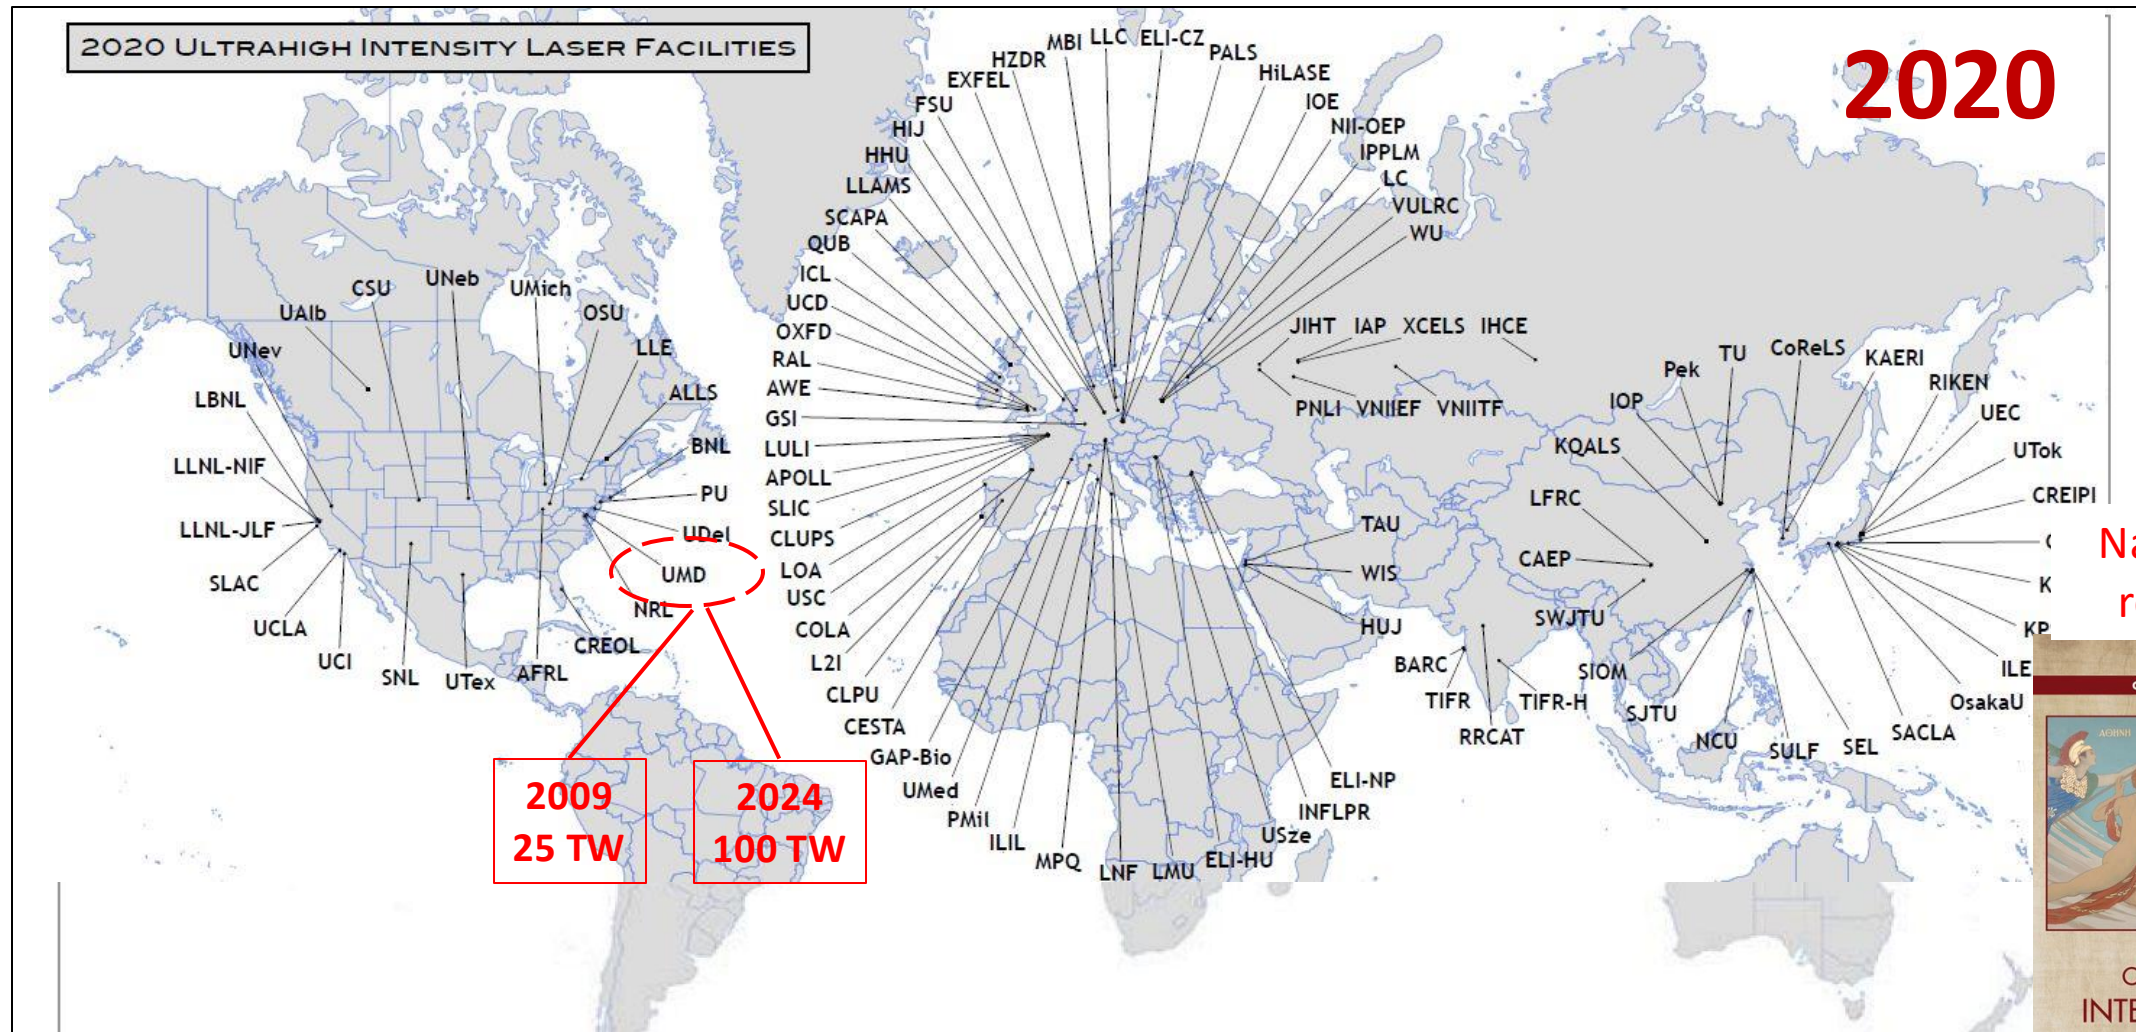 2020 ULTRAHIGH INTENSITY LASER FACILITIES
2020
UAlb
CSU
UNeb
UMich
OSU
LLE
ALLS
BNL
PU
UDel
UMD
NRL
CREOL
AFRL
UTex
SNL
UCI
UCLA
SLAC
LLNL-JLF
LLNL-NIF
LBNL
UNev
2009
25 TW
2024
100 TW
MBI
LLC
ELI-CZ
PALS
HZDR
EXFEL
FSU
HIJ
HHU
LLAMS
SCAPA
QUB
ICL
UCD
OXFD
RAL
AWE
GSI
LULI
APOLL
SLIC
CLUPS
LOA
USC
COLA
L2I
CLPU
CESTA
GAP-Bio
UMed
PMil
ILIL
MPQ
LNF
LMU
ELI-HU
USze
INFLPR
ELI-NP
HiLASE
IOE
NII-OEP
IPPLM
LC
VULRC
WU
JIHT
IAP
XCELS
IHCE
PNLI
VNIIEF
VNIITF
TAU
WIS
HUJ
BARC
TIFR
RRCAT
TIFR-H
IOP
Pek
TU
CoReLS
KAERI
RIKEN
UEC
UTok
CREIPI
KQALS
LFRC
CAEP
SWJTU
SIOM
SJTU
NCU
SULF
SEL
SACLA
OsakaU
ILE
KP
K
Na
re
ΑΘΗΝΗ
O
INTE